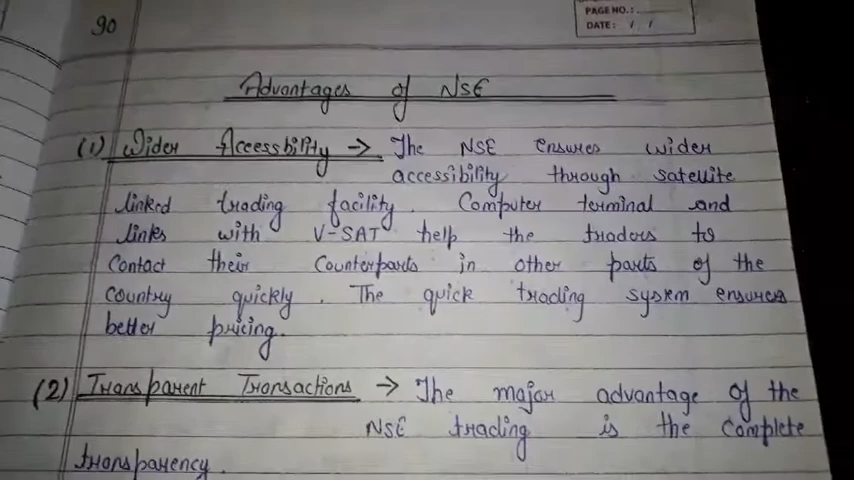 90
PAGE NO.:
DATE: / /
Advantages of NSE
(1) Wider Accessbility → The NSE ensures wider
accessibility through satellite
linked trading facility. Computer terminal and
links with V-SAT help the traders to
Contact their Counterparts in other parts of the
country quickly. The quick trading system ensures
better pricing.
(2) Transparent Transactions → The major advantage of the
NSE trading is the Complete
transparency.